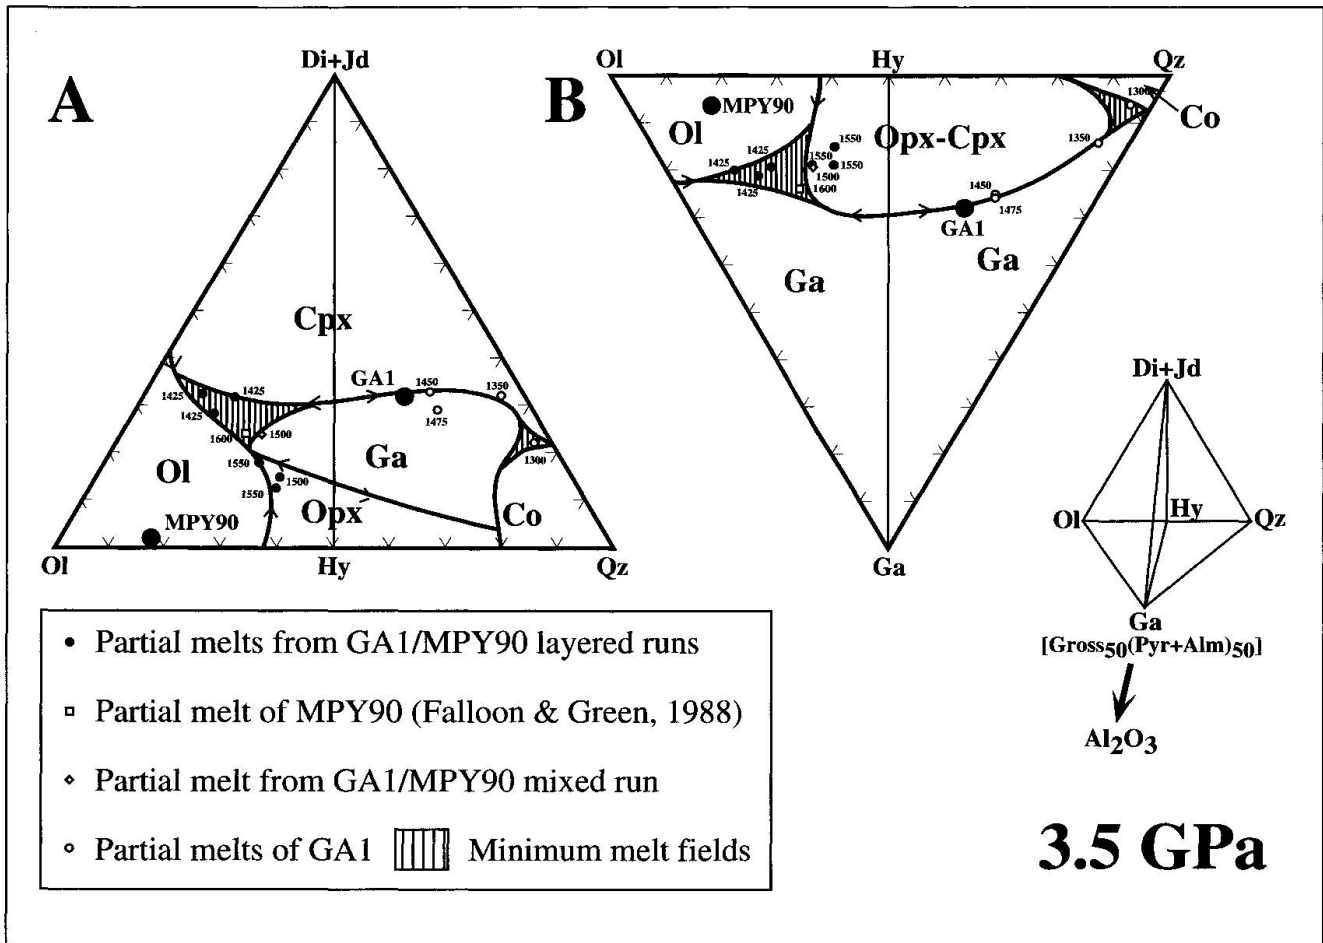 A
Di+Jd
Cpx
GA1
1450
1350
1475
1425
1425
1425
1600
1500
1300
Ol
Ga
1550
1500
1550
Opx
Co
MPY90
Ol
Hy
Qz
B
Ol
Hy
Qz
MPY90
1300
Co
Ol
Opx-Cpx
1550
1350
1425
1425
1550
1550
1500
1425
1600
1450
1475
GA1
Ga
Ga
Ga
Di+Jd
Ol
Hy
Qz
Ga
[Gross50(Pyr+Alm)50]
Al2O3
Partial melts from GA1/MPY90 layered runs
Partial melt of MPY90 (Falloon & Green, 1988)
Partial melt from GA1/MPY90 mixed run
Partial melts of GA1
Minimum melt fields
3.5 GPa